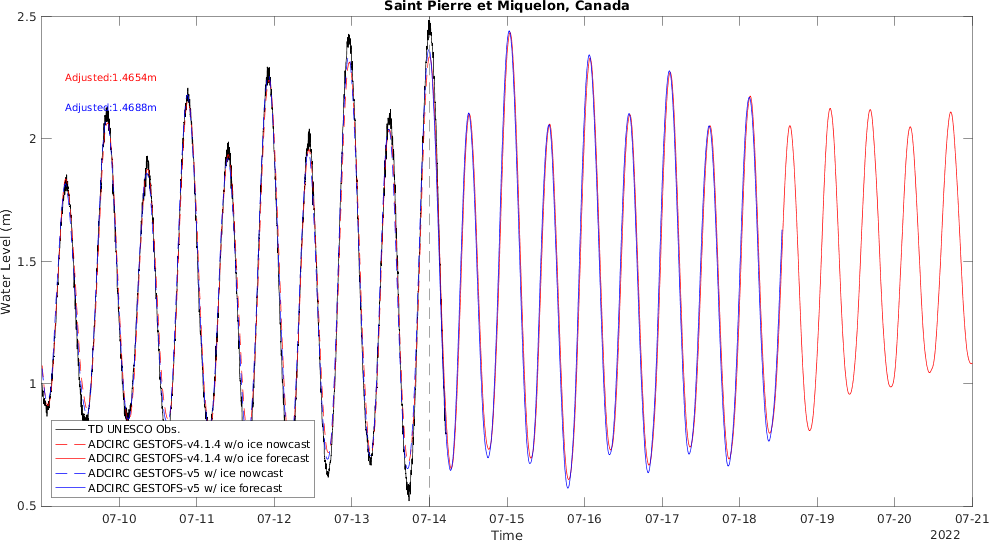 Saint Pierre et Miquelon, Canada
2.5
Adjusted:1.4654m
Adjusted:1.4688m
2
Water Level (m)
1.5
1
TD UNESCO Obs.
ADCIRC GESTOFS-v4.1.4 w/o ice nowcast
ADCIRC GESTOFS-v4.1.4 w/o ice forecast
ADCIRC GESTOFS-v5 w/ ice nowcast
ADCIRC GESTOFS-v5 w/ ice forecast
0.5
07-10 07-11 07-12 07-13 07-14 07-15 07-16 07-17 07-18 07-19 07-20 07-21
Time
2022